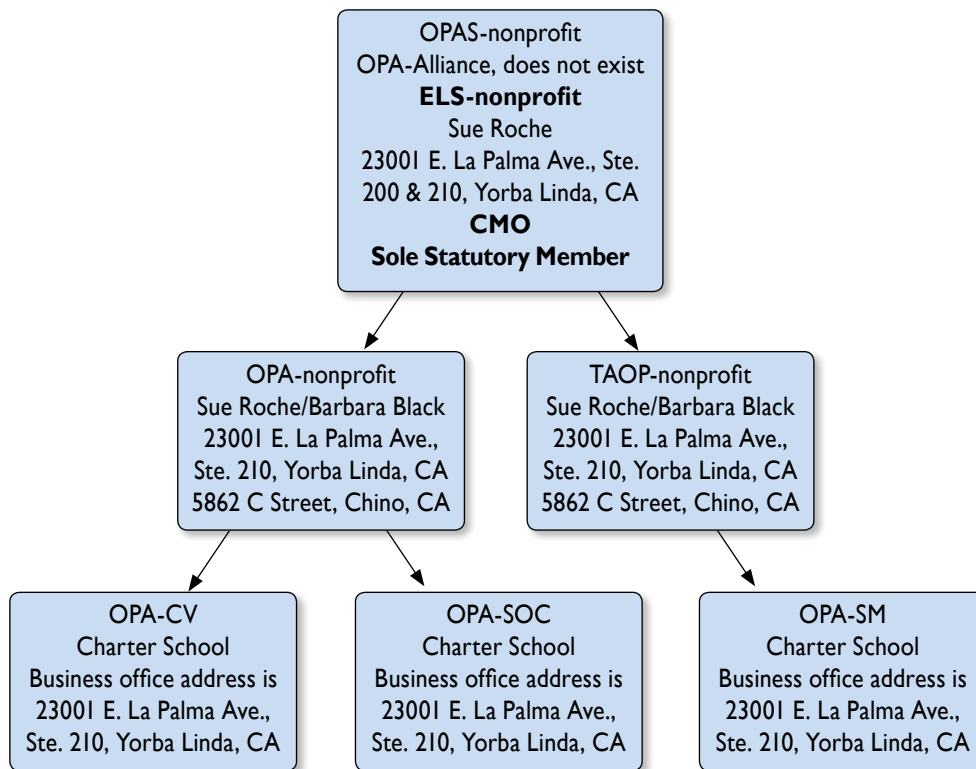 OPAS-nonprofit
OPA-Alliance, does not exist
ELS-nonprofit
Sue Roche
23001 E. La Palma Ave., Ste.
200 & 210, Yorba Linda, CA
CMO
Sole Statutory Member
OPA-nonprofit
Sue Roche/Barbara Black
23001 E. La Palma Ave.,
Ste. 210, Yorba Linda, CA
5862 C Street, Chino, CA
TAOP-nonprofit
Sue Roche/Barbara Black
23001 E. La Palma Ave.,
Ste. 210, Yorba Linda, CA
5862 C Street, Chino, CA
OPA-CV
Charter School
Business office address is
23001 E. La Palma Ave.,
Ste. 210, Yorba Linda, CA
OPA-SOC
Charter School
Business office address is
23001 E. La Palma Ave.,
Ste. 210, Yorba Linda, CA
OPA-SM
Charter School
Business office address is
23001 E. La Palma Ave.,
Ste. 210, Yorba Linda, CA